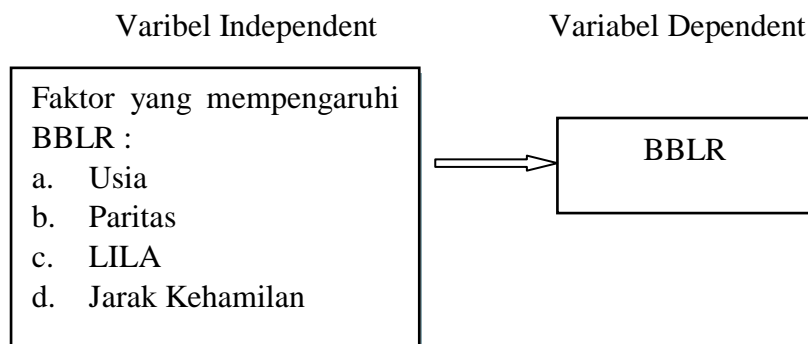 Varibel Independent
Variabel Dependent
Faktor yang mempengaruhi
BBLR :
a. Usia
b. Paritas
c. LILA
d. Jarak Kehamilan
BBLR